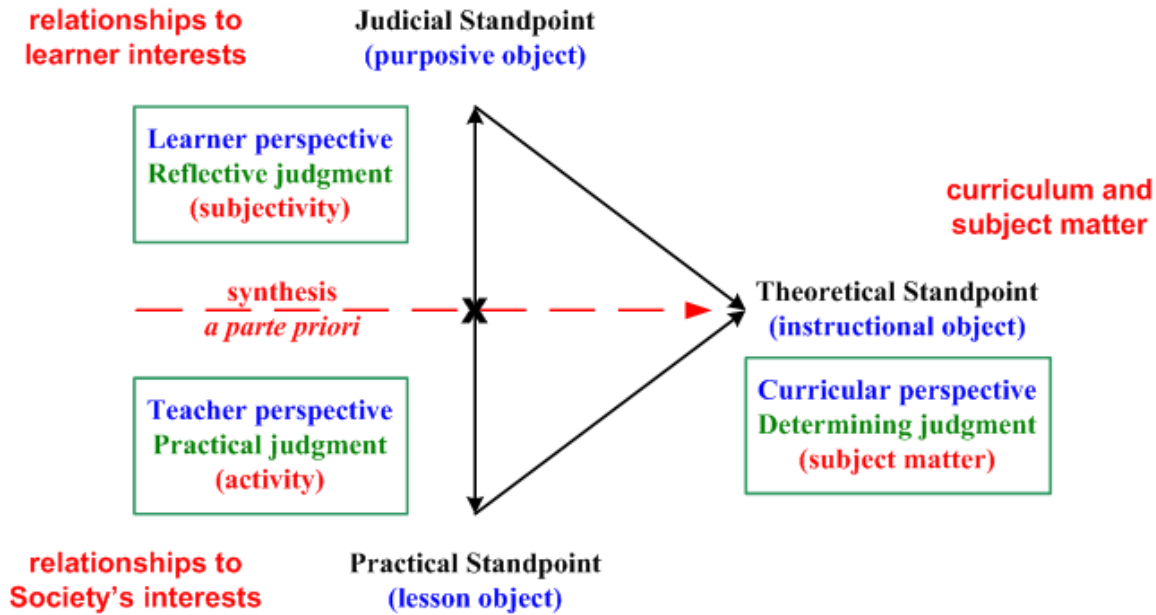 relationships to
learner interests
Judicial Standpoint
(purposive object)
Learner perspective
Reflective judgment
(subjectivity)
curriculum and
subject matter
synthesis
a parte priori
X
Theoretical Standpoint
(instructional object)
Teacher perspective
Practical judgment
(activity)
Curricular perspective
Determining judgment
(subject matter)
relationships to
Society's interests
Practical Standpoint
(lesson object)